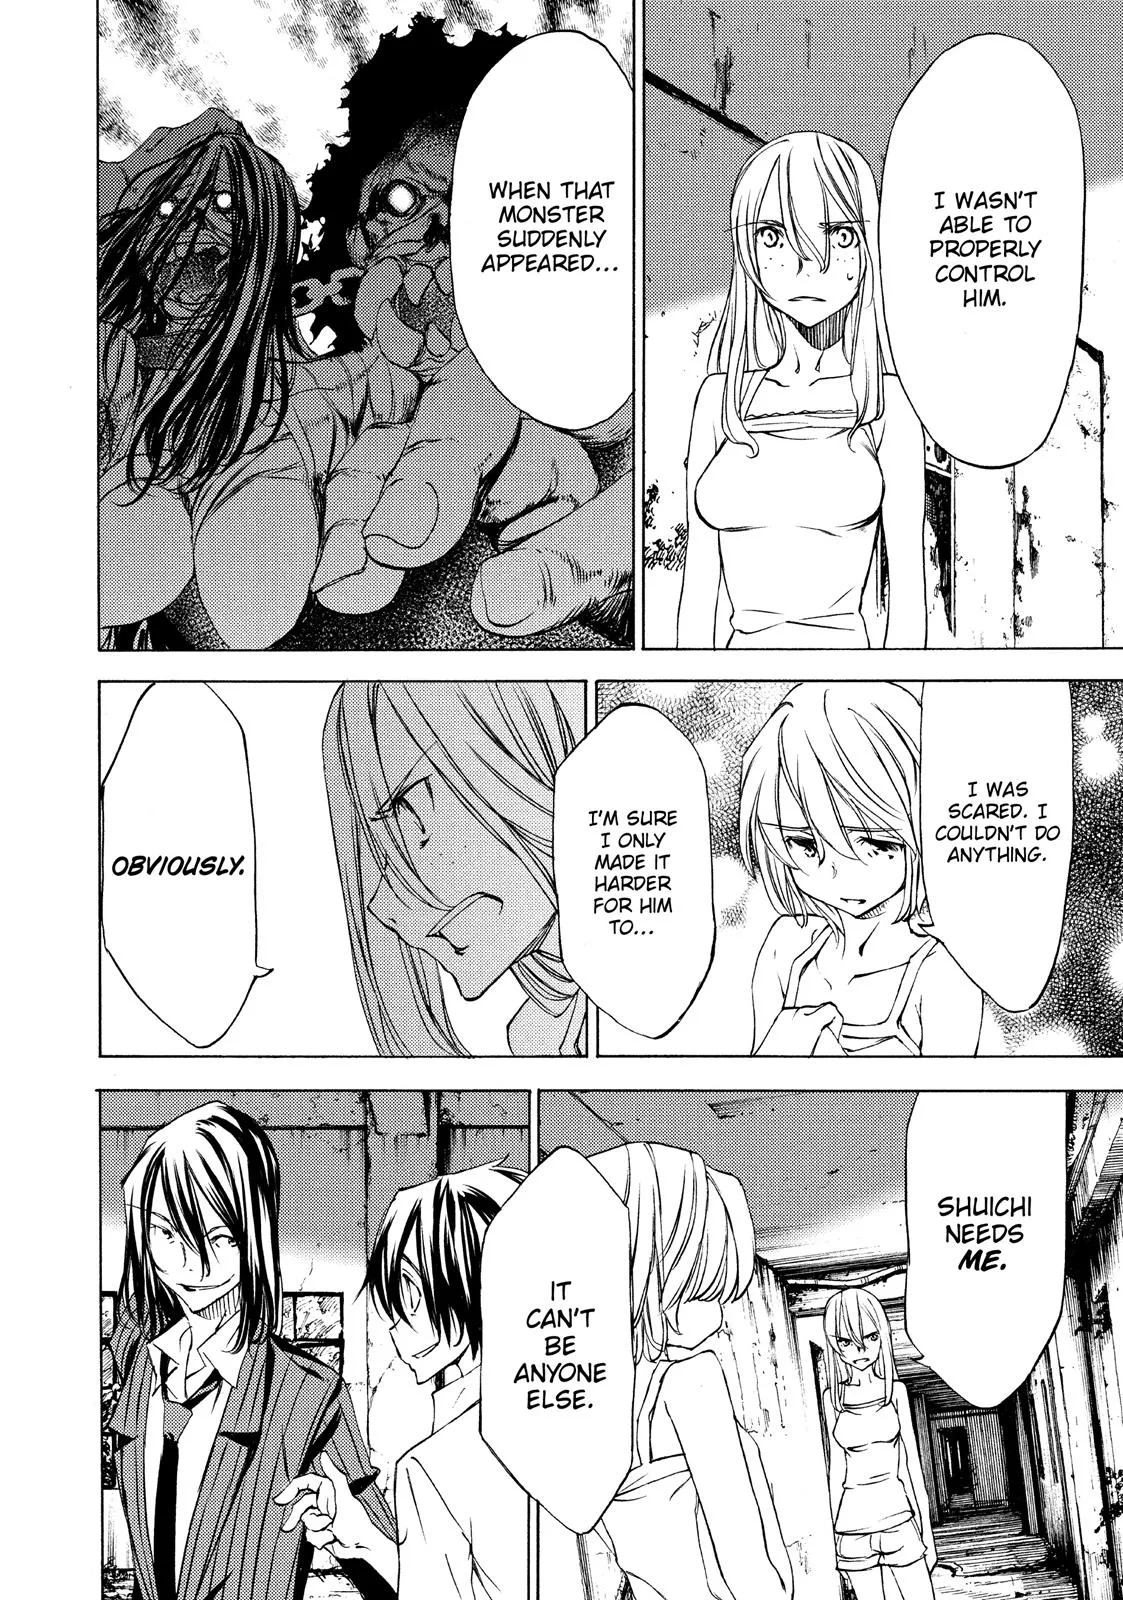 I WASN'T
ABLE TO
PROPERLY
CONTROL
HIM.
WHEN THAT
MONSTER
SUDDENLY
APPEARED...
I WAS
SCARED. I
COULDN'T DO
ANYTHING.
I'M SURE
I ONLY
MADE IT
HARDER
FOR HIM
TO...
OBVIOUSLY.
SHUICHI
NEEDS
ME.
IT
CAN'T
BE
ANYONE
ELSE.